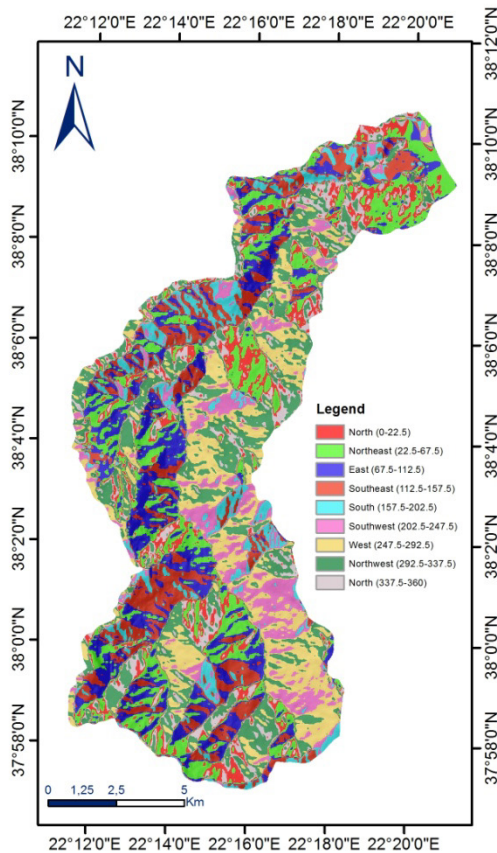 22°12'0"E 22°14'0"E 22°16'0"E 22°18'0"E 22°20'0"E
N
38°12'0"N
38°10'0"N
38°10'0"N
38°8'0"N
38°8'0"N
38°6'0"N
38°6'0"N
Legend
North (0-22.5)
Northeast (22.5-67.5)
East (67.5-112.5)
Southeast (112.5-157.5)
South (157.5-202.5)
Southwest (202.5-247.5)
West (247.5-292.5)
Northwest (292.5-337.5)
North (337.5-360)
38°4'0"N
38°4'0"N
38°2'0"N
38°2'0"N
38°0'0"N
38°0'0"N
37°58'0"N
37°58'0"N
0 1,25 2,5 5
Km
22°12'0"E 22°14'0"E 22°16'0"E 22°18'0"E 22°20'0"E